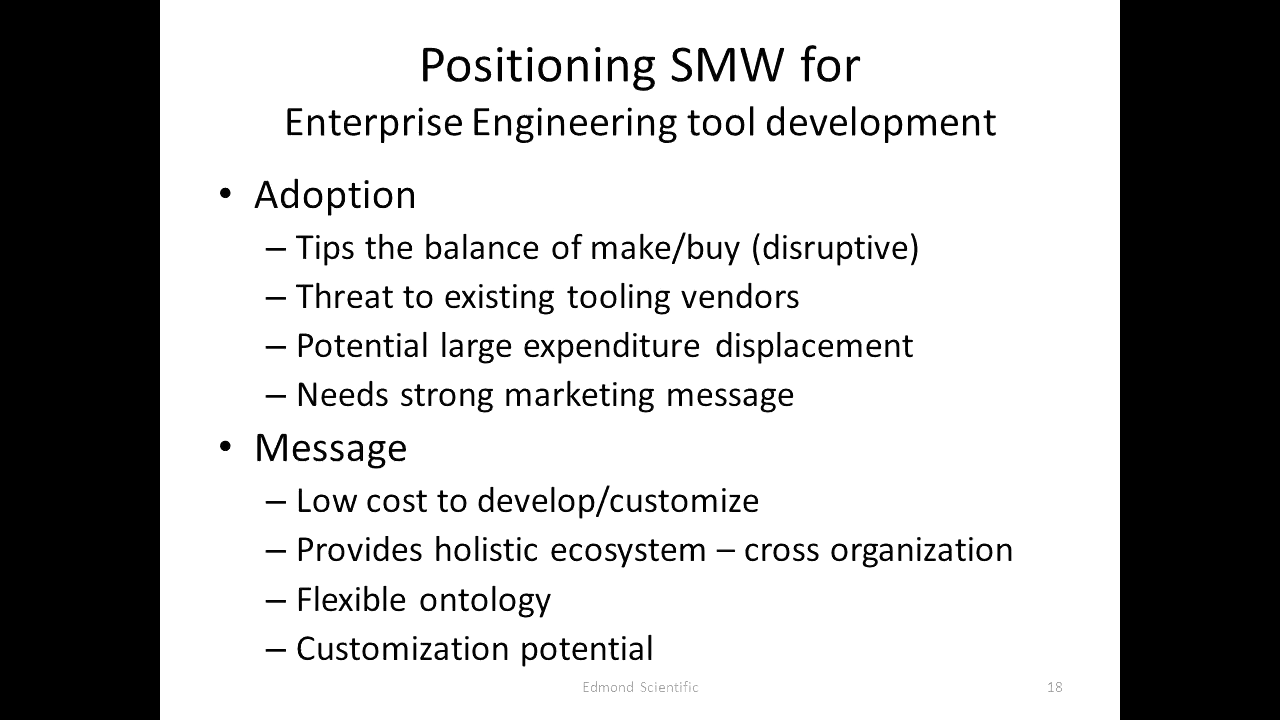 Positioning SMW for
Enterprise Engineering tool development
• Adoption
– Tips the balance of make/buy (disruptive)
– Threat to existing tooling vendors
– Potential large expenditure displacement
– Needs strong marketing message
• Message
– Low cost to develop/customize
– Provides holistic ecosystem – cross organization
– Flexible ontology
– Customization potential
Edmond Scientific 18